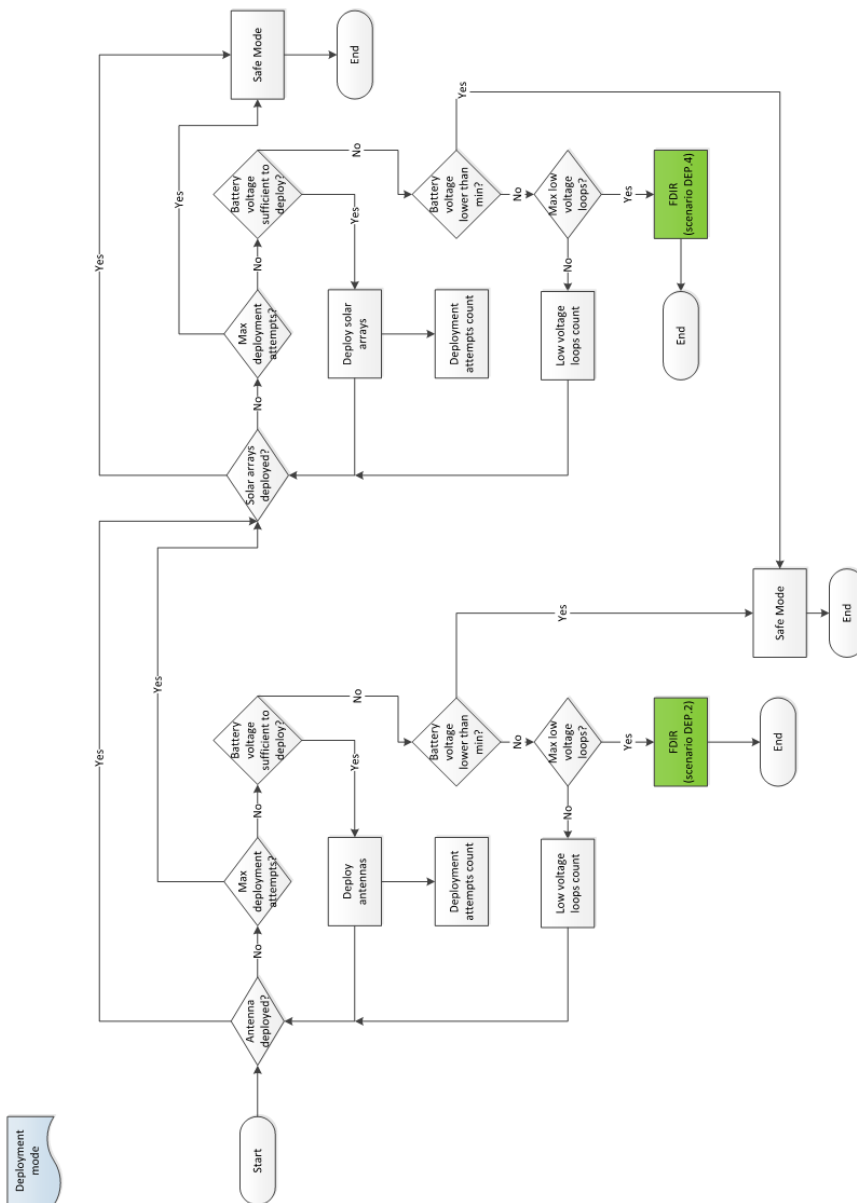 Deployment
mode
Start
Antenna
deployed?
Yes
No
Max
deployment
attempts?
Yes
No
Battery
voltage
sufficient to
deploy?
Yes
No
Deploy
antennas
Deployment
attempts count
Battery
voltage
lower than
min?
Yes
No
Max low
voltage
loops?
No
Yes
Low voltage
loops count
FDIR
(scenario DEP.2)
End
Safe Mode
End
Solar arrays
deployed?
Yes
No
Max
deployment
attempts?
Yes
No
Battery
voltage
sufficient to
deploy?
Yes
No
Deploy solar
arrays
Deployment
attempts count
Battery
voltage
lower than
min?
Yes
No
Max low
voltage
loops?
No
Yes
Low voltage
loops count
FDIR
(scenario DEP.4)
End
Safe Mode
End